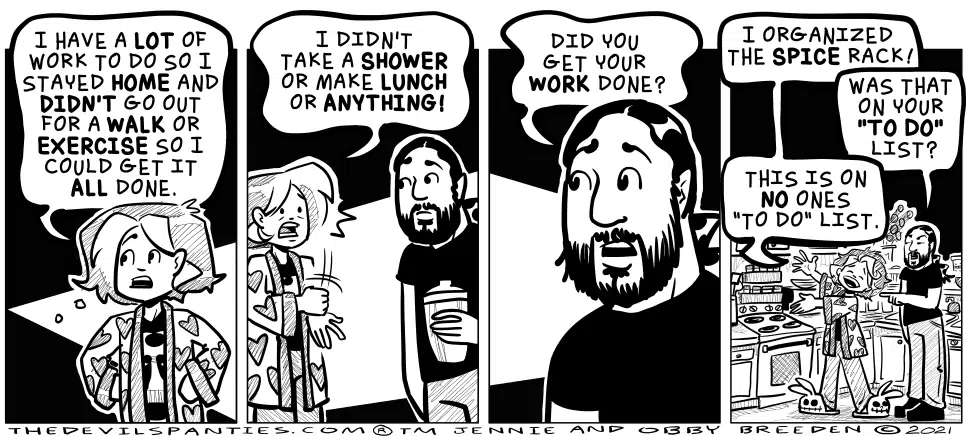 I HAVE A LOT OF
WORK TO DO SO I
STAYED HOME AND
DIDN'T GO OUT
FOR A WALK OR
EXERCISE SO I
COULD GET IT
ALL DONE.
I DIDN'T
TAKE A SHOWER
OR MAKE LUNCH
OR ANYTHING!
DID YOU
GET YOUR
WORK DONE?
I ORGANIZED
THE SPICE RACK!
WAS THAT
ON YOUR
"TO DO"
LIST?
THIS IS ON
NO ONES
"TO DO" LIST.
THEDEVILSPANTIES.COM ® TM JENNIE AND OBBY BREEDEN © 2021